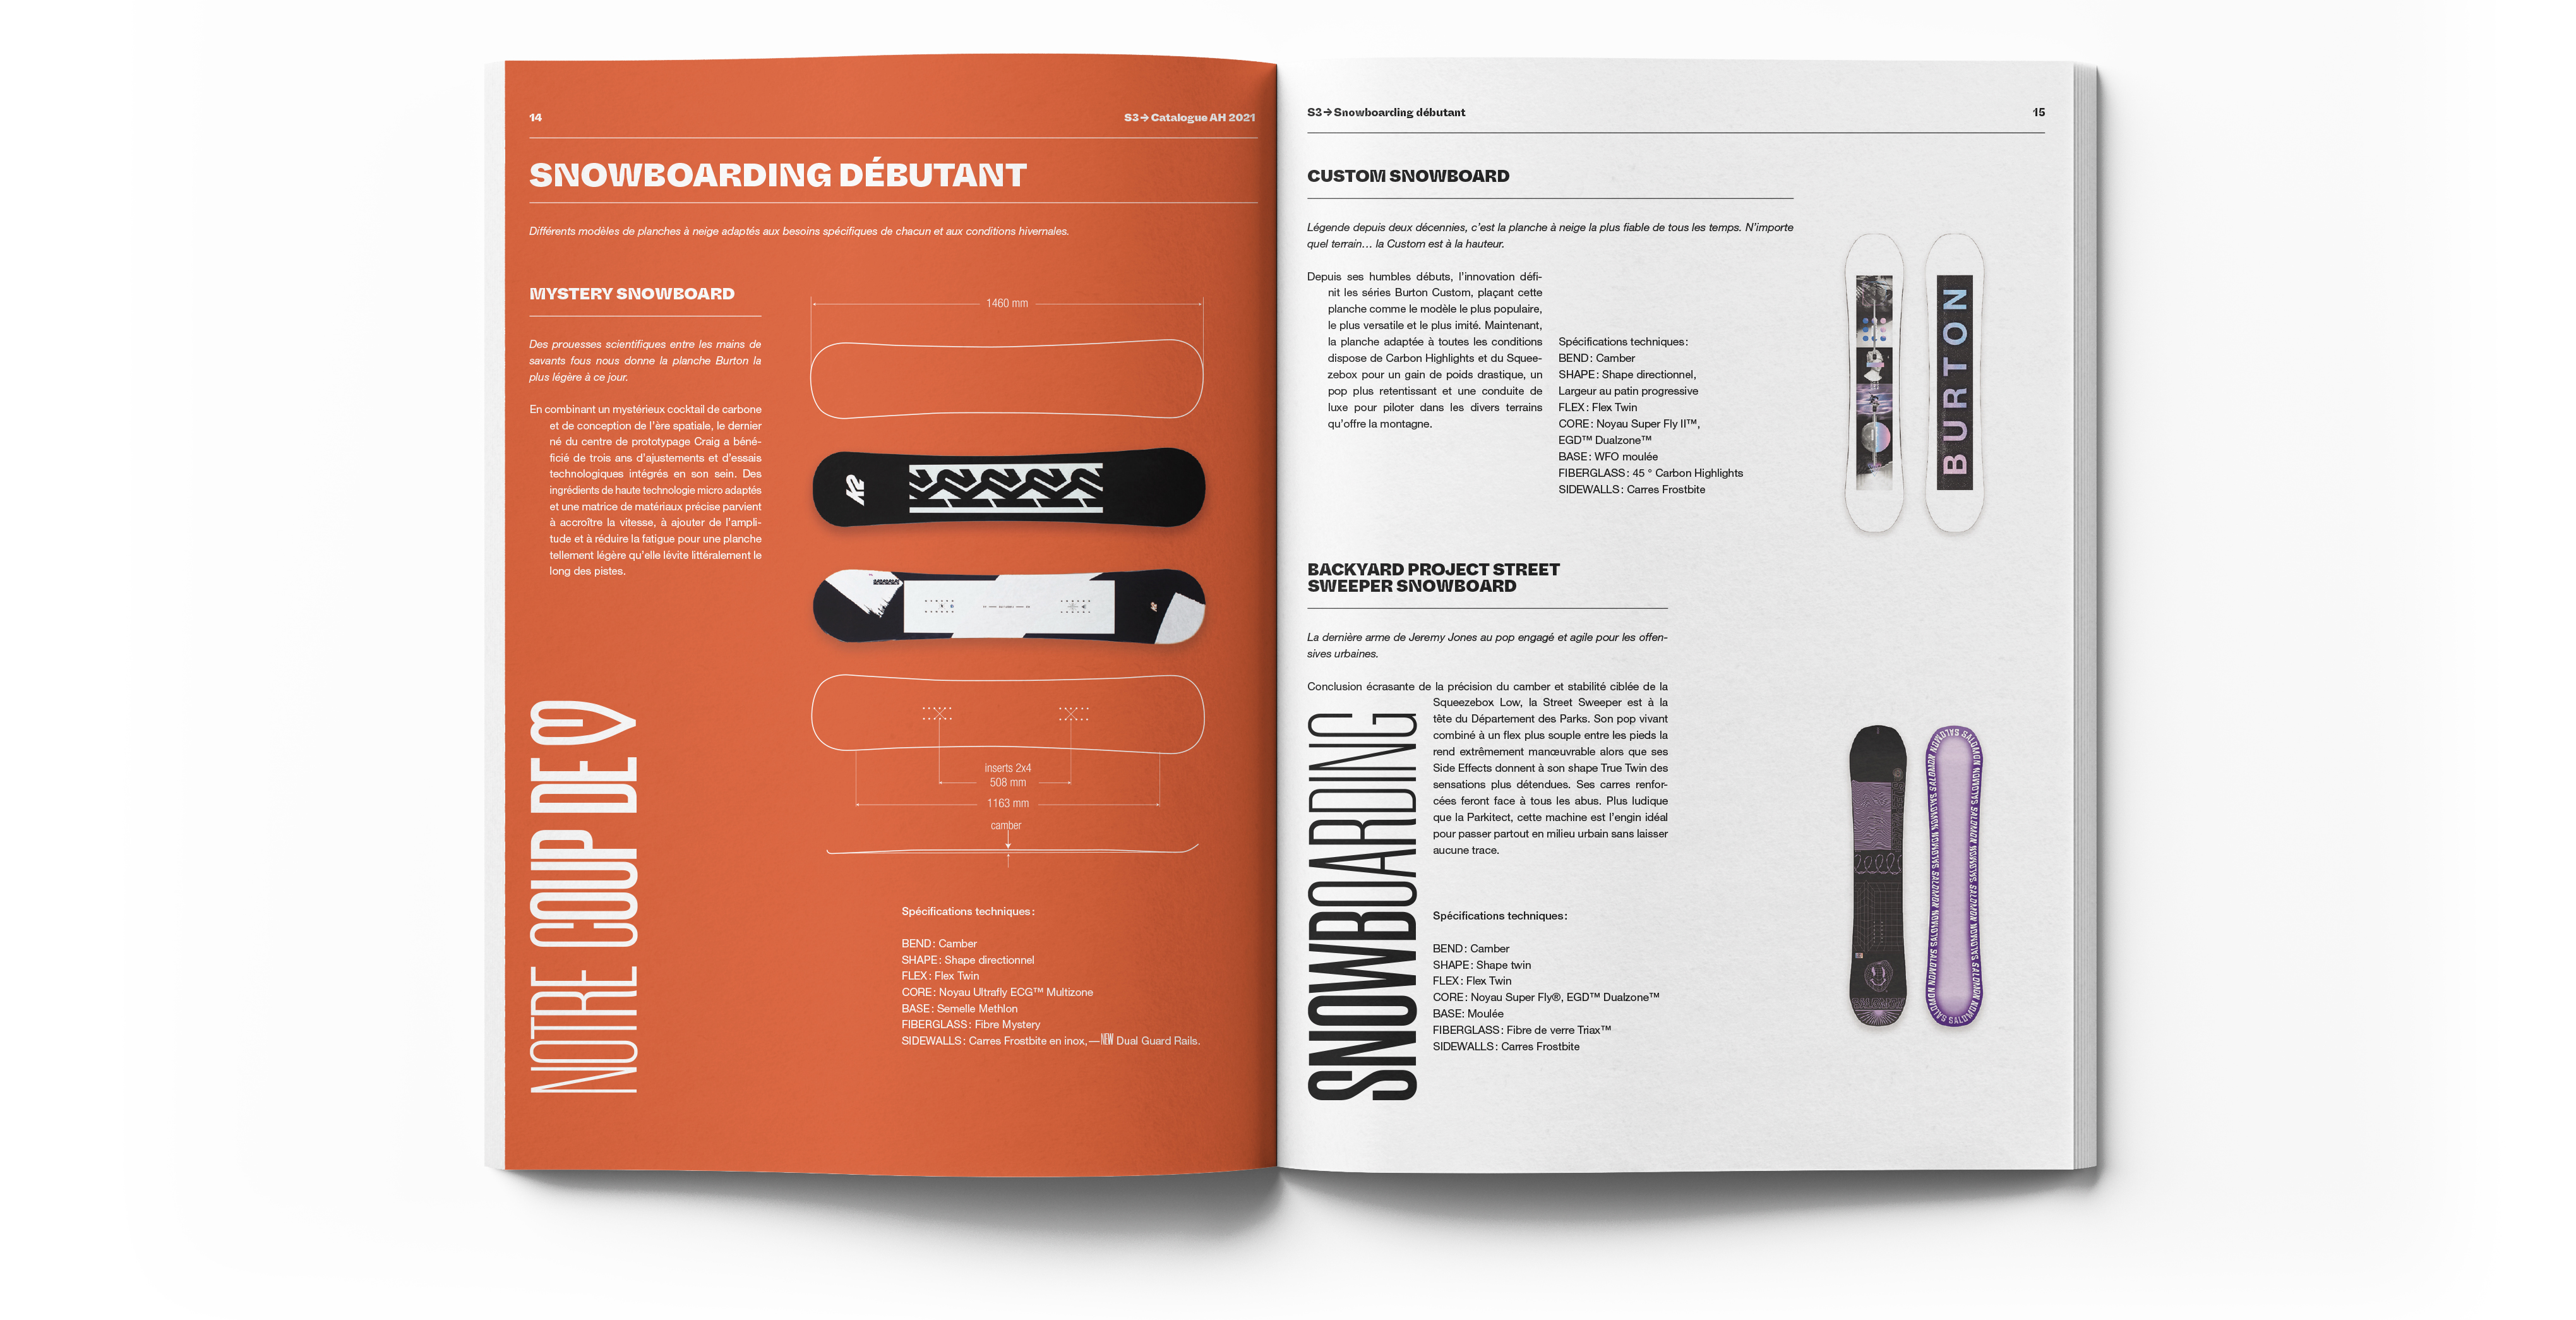 14
S3→Catalogue AH 2021
SNOWBOARDING DÉBUTANT
Différents modèles de planches à neige adaptés aux besoins spécifiques de chacun et aux conditions hivernales.
MYSTERY SNOWBOARD
Des prouesses scientifiques entre les mains de
savants fous nous donne la planche Burton la
plus légère à ce jour.
En combinant un mystérieux cocktail de carbone
et de conception de l'ère spatiale, le dernier
né du centre de prototypage Craig a béné-
ficié de trois ans d'ajustements et d'essais
technologiques intégrés en son sein. Des
ingrédients de haute technologie micro adaptés
et une matrice de matériaux précise parvient
à accroître la vitesse, à ajouter de l'ampli-
tude et à réduire la fatigue pour une planche
tellement légère qu'elle lévite littéralement le
long des pistes.
NOTRE COUP DE ♡
1460 mm
K2
inserts 2x4
508 mm
1163 mm
camber
Spécifications techniques :
BEND : Camber
SHAPE : Shape directionnel
FLEX : Flex Twin
CORE : Noyau Ultrafly ECG™ Multizone
BASE : Semelle Methlon
FIBERGLASS : Fibre Mystery
SIDEWALLS : Carres Frostbite en inox, — NEW Dual Guard Rails.
S3→Snowboarding débutant
15
CUSTOM SNOWBOARD
Légende depuis deux décennies, c'est la planche à neige la plus fiable de tous les temps. N'importe
quel terrain… la Custom est à la hauteur.
Depuis ses humbles débuts, l'innovation défi-
nit les séries Burton Custom, plaçant cette
planche comme le modèle le plus populaire,
le plus versatile et le plus imité. Maintenant,
la planche adaptée à toutes les conditions
dispose de Carbon Highlights et du Squee-
zebox pour un gain de poids drastique, un
pop plus retentissant et une conduite de
luxe pour piloter dans les divers terrains
qu'offre la montagne.
Spécifications techniques :
BEND : Camber
SHAPE : Shape directionnel,
Largeur au patin progressive
FLEX : Flex Twin
CORE : Noyau Super Fly II™,
EGD™ Dualzone™
BASE : WFO moulée
FIBERGLASS : 45 ° Carbon Highlights
SIDEWALLS : Carres Frostbite
BURTON
BACKYARD PROJECT STREET
SWEEPER SNOWBOARD
La dernière arme de Jeremy Jones au pop engagé et agile pour les offen-
sives urbaines.
Conclusion écrasante de la précision du camber et stabilité ciblée de la
Squeezebox Low, la Street Sweeper est à la
tête du Département des Parks. Son pop vivant
combiné à un flex plus souple entre les pieds la
rend extrêmement manœuvrable alors que ses
Side Effects donnent à son shape True Twin des
sensations plus détendues. Ses carres renfor-
cées feront face à tous les abus. Plus ludique
que la Parkitect, cette machine est l'engin idéal
pour passer partout en milieu urbain sans laisser
aucune trace.
SNOWBOARDING
Spécifications techniques :
BEND : Camber
SHAPE : Shape twin
FLEX : Flex Twin
CORE : Noyau Super Fly®, EGD™ Dualzone™
BASE: Moulée
FIBERGLASS : Fibre de verre Triax™
SIDEWALLS : Carres Frostbite
SALOMON SALOMON SALOMON SALOMON